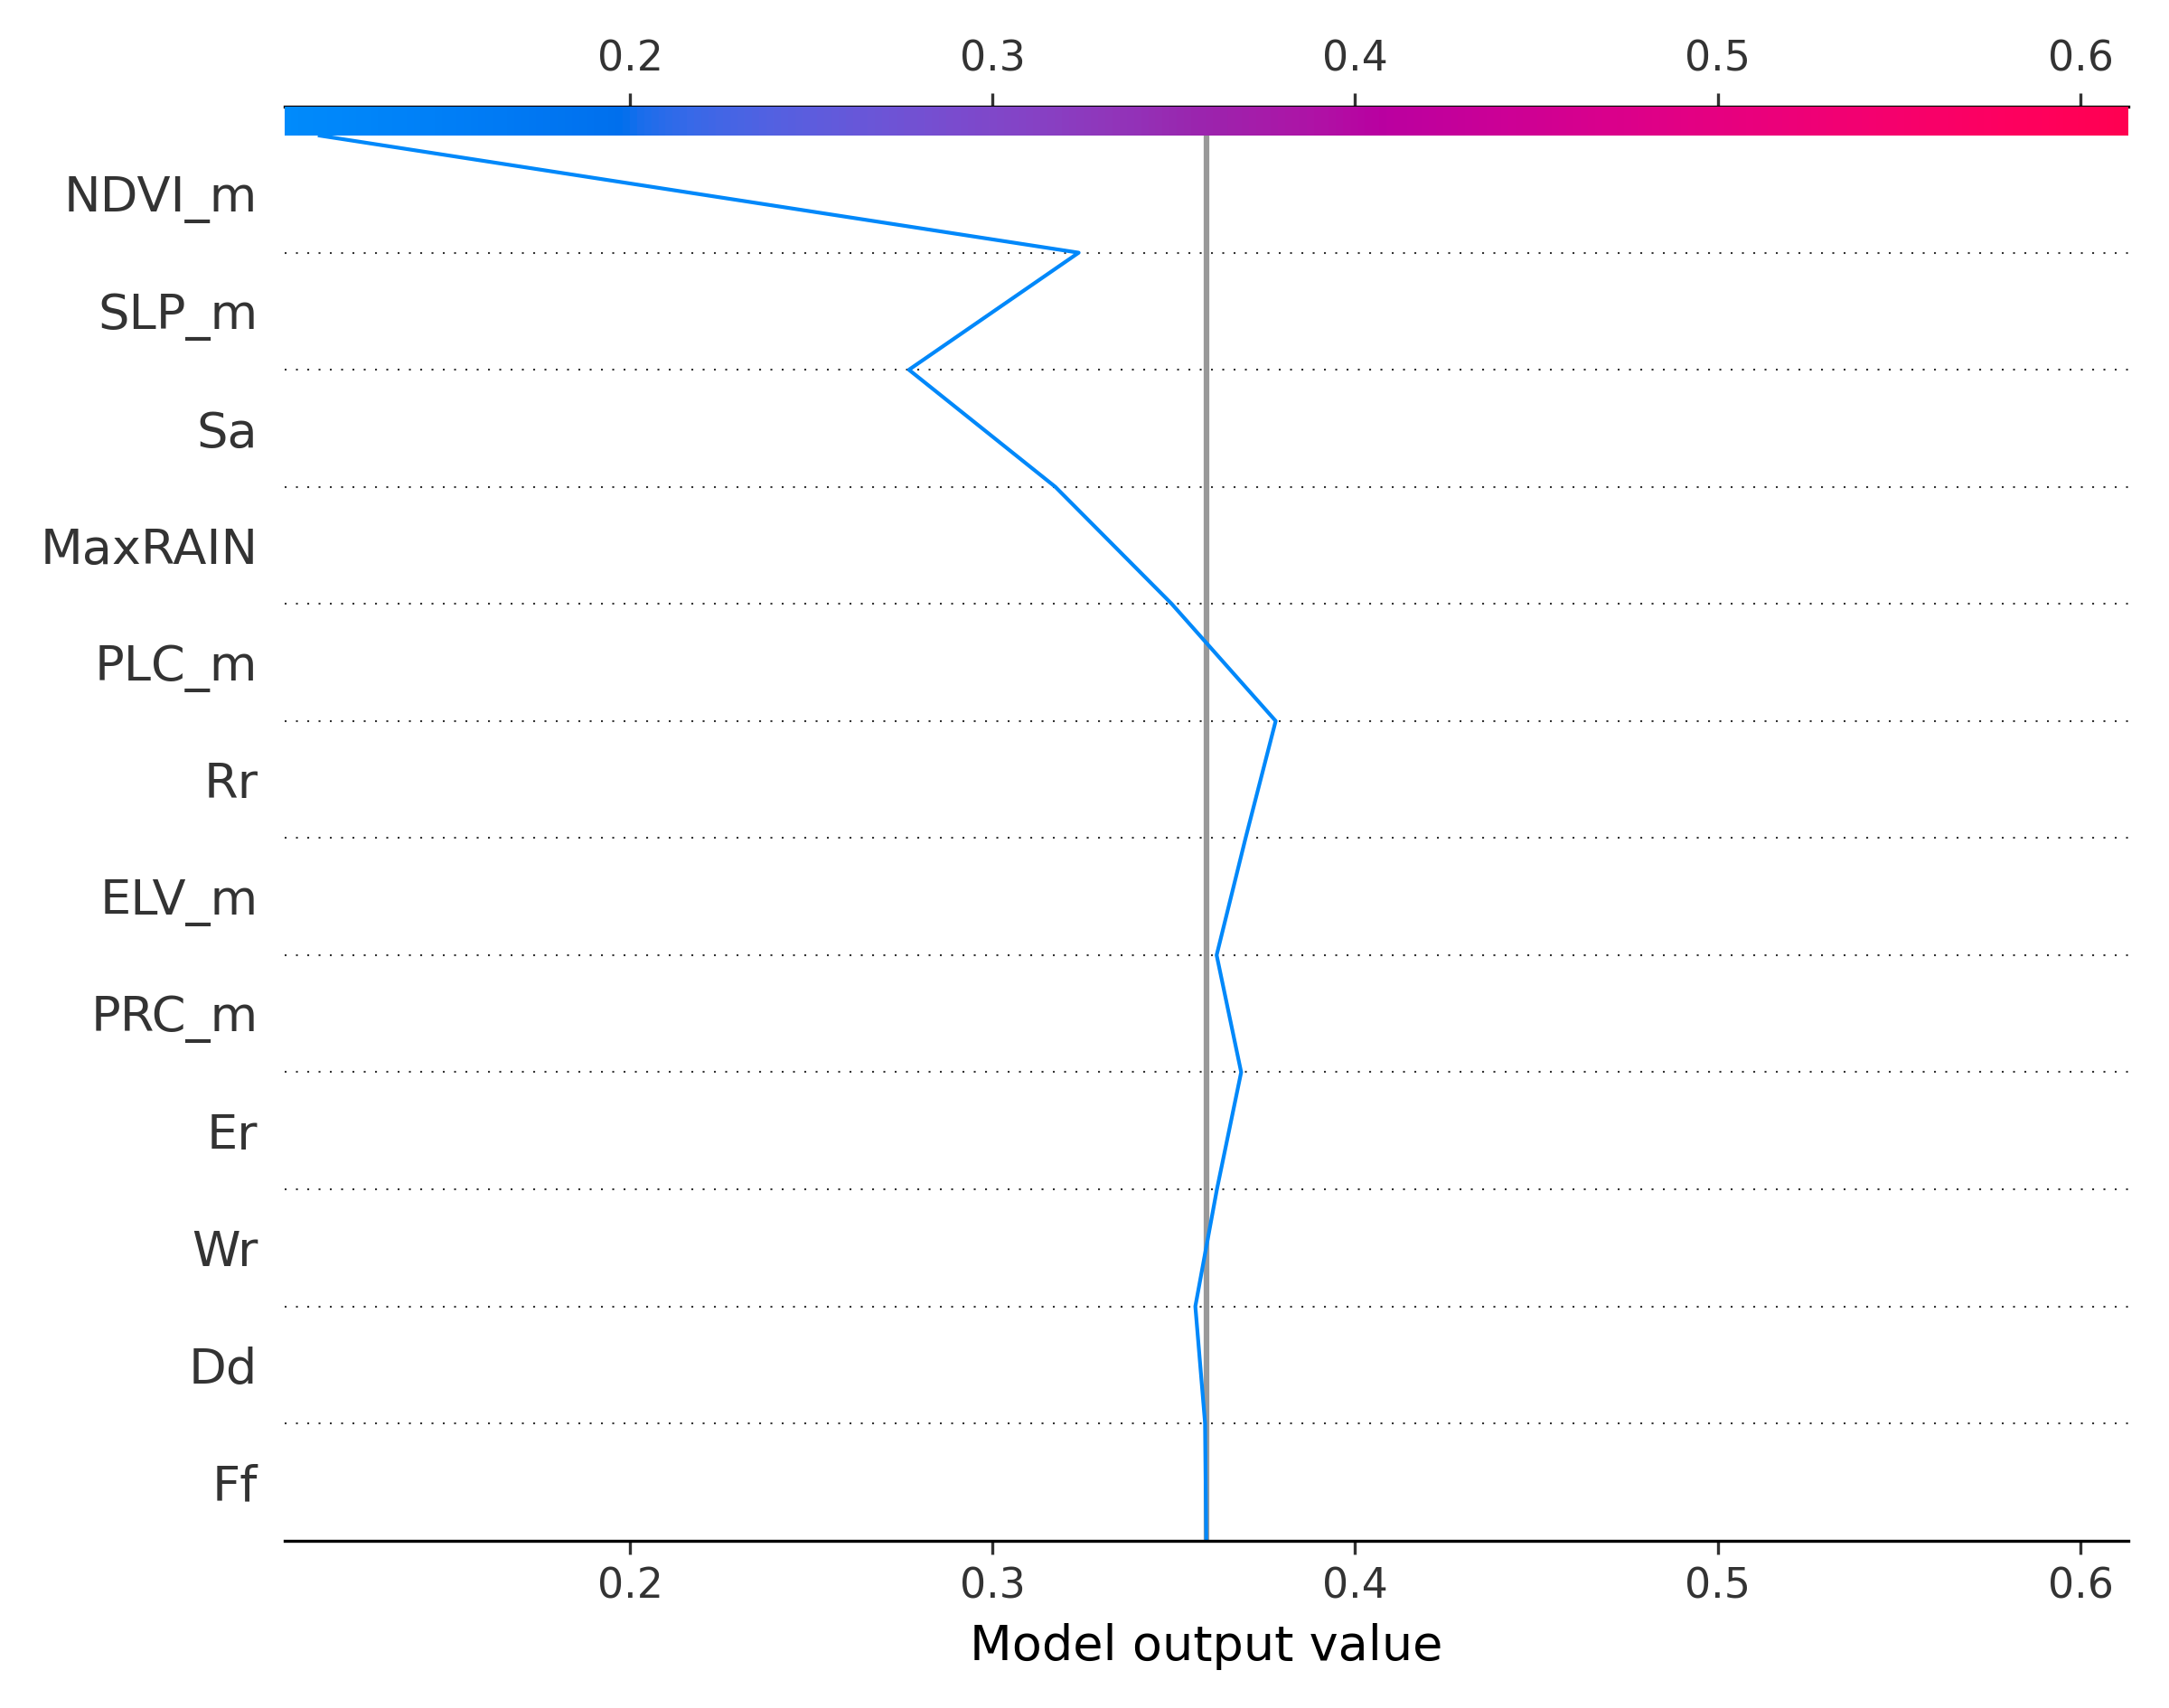 0.2 0.3 0.4 0.5 0.6
NDVI_m
SLP_m
Sa
MaxRAIN
PLC_m
Rr
ELV_m
PRC_m
Er
Wr
Dd
Ff
0.2 0.3 0.4 0.5 0.6
Model output value